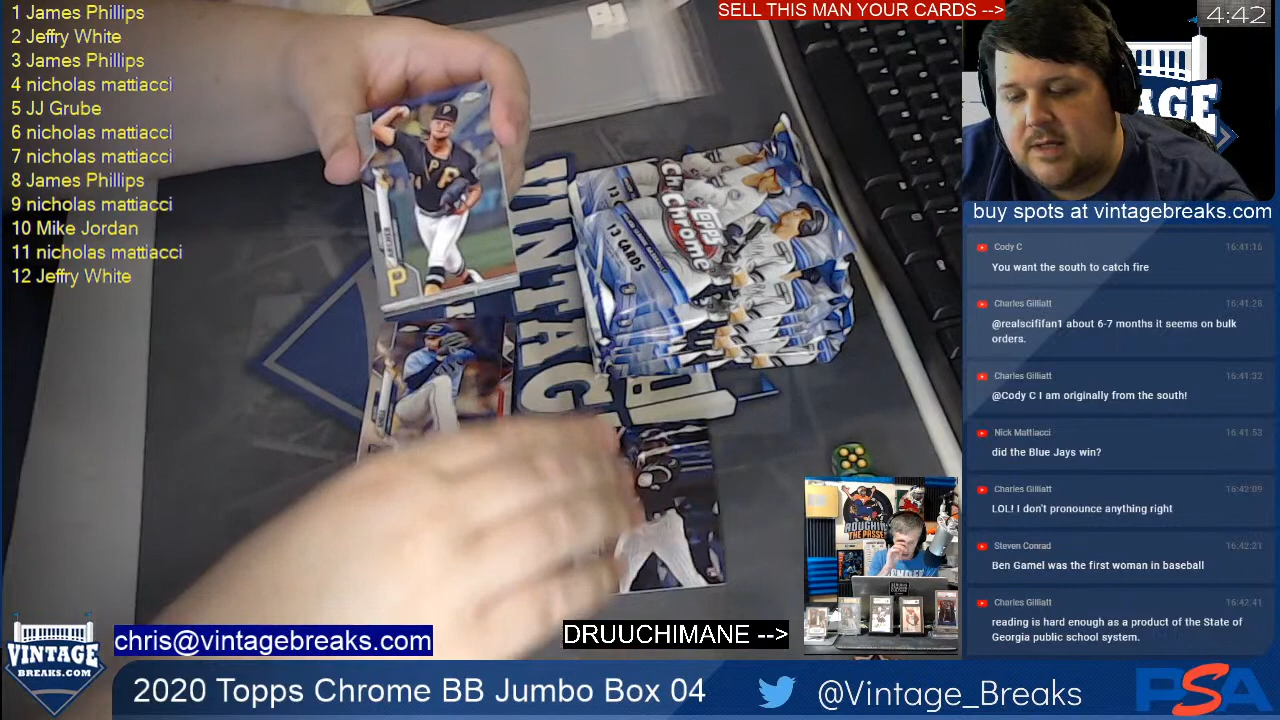 1 James Phillips
2 Jeffry White
3 James Phillips
4 nicholas mattiacci
5 JJ Grube
6 nicholas mattiacci
7 nicholas mattiacci
8 James Phillips
9 nicholas mattiacci
10 Mike Jordan
11 nicholas mattiacci
12 Jeffry White
SELL THIS MAN YOUR CARDS -->
4:42
AGE
buy spots at vintagebreaks.com
Cody C 16:41:16
You want the south to catch fire
Charles Gilliatt 16:41:26
@realscififan1 about 6-7 months it seems on bulk
orders.
Charles Gilliatt 16:41:32
@Cody C I am originally from the south!
Nick Mattiacci 16:41:53
did the Blue Jays win?
Charles Gilliatt 16:42:09
LOL! I don't pronounce anything right
Steven Conrad 16:42:21
Ben Gamel was the first woman in baseball
Charles Gilliatt 16:42:41
reading is hard enough as a product of the State of
Georgia public school system.
P
ARCHER
P
VINTAGE
Topps
Chrome
13 CARDS
ROUGHING
THE PASSER
VINTAGE
BREAKS.COM
chris@vintagebreaks.com
DRUUCHIMANE -->
2020 Topps Chrome BB Jumbo Box 04
@Vintage_Breaks
PSA